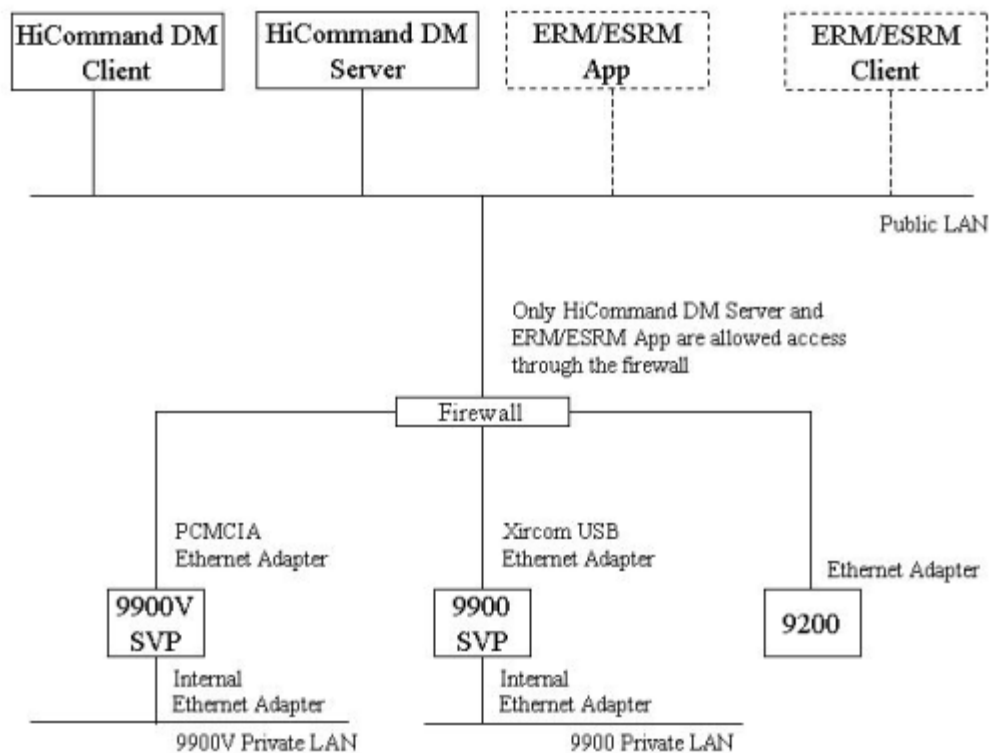 HiCommand DM
Client
HiCommand DM
Server
ERM/ESRM
App
ERM/ESRM
Client
Public LAN
Only HiCommand DM Server and
ERM/ESRM App are allowed access
through the firewall
Firewall
PCMCIA
Ethernet Adapter
Xircom USB
Ethernet Adapter
Ethernet Adapter
9900V
SVP
9900
SVP
9200
Internal
Ethernet Adapter
Internal
Ethernet Adapter
9900V Private LAN
9900 Private LAN